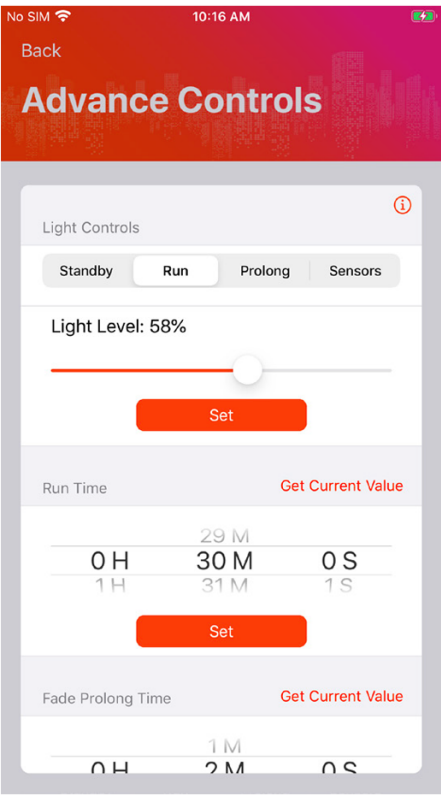 No SIM 10:16 AM
Back
Advance Controls
Light Controls
Standby Run Prolong Sensors
Light Level: 58%
Set
Run Time Get Current Value
29 M
0 H 30 M 0 S
1 H 31 M 1 S
Set
Fade Prolong Time Get Current Value
1 M
0 H 2 M 0 S